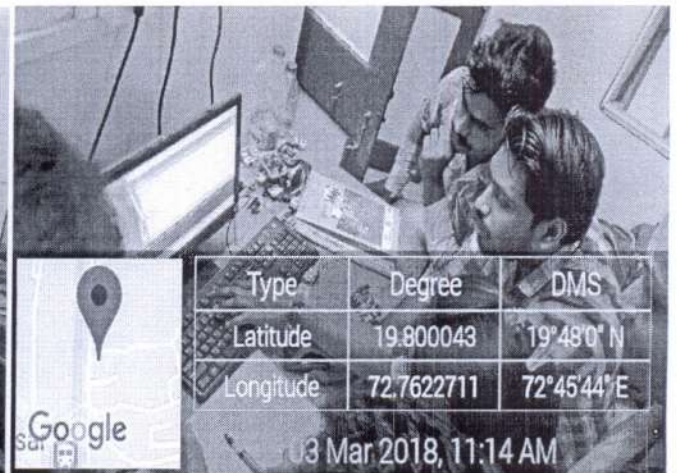 Type Degree DMS
Latitude 19.800043 19°48'0" N
Longitude 72.7622711 72°45'44" E
Google
03 Mar 2018, 11:14 AM